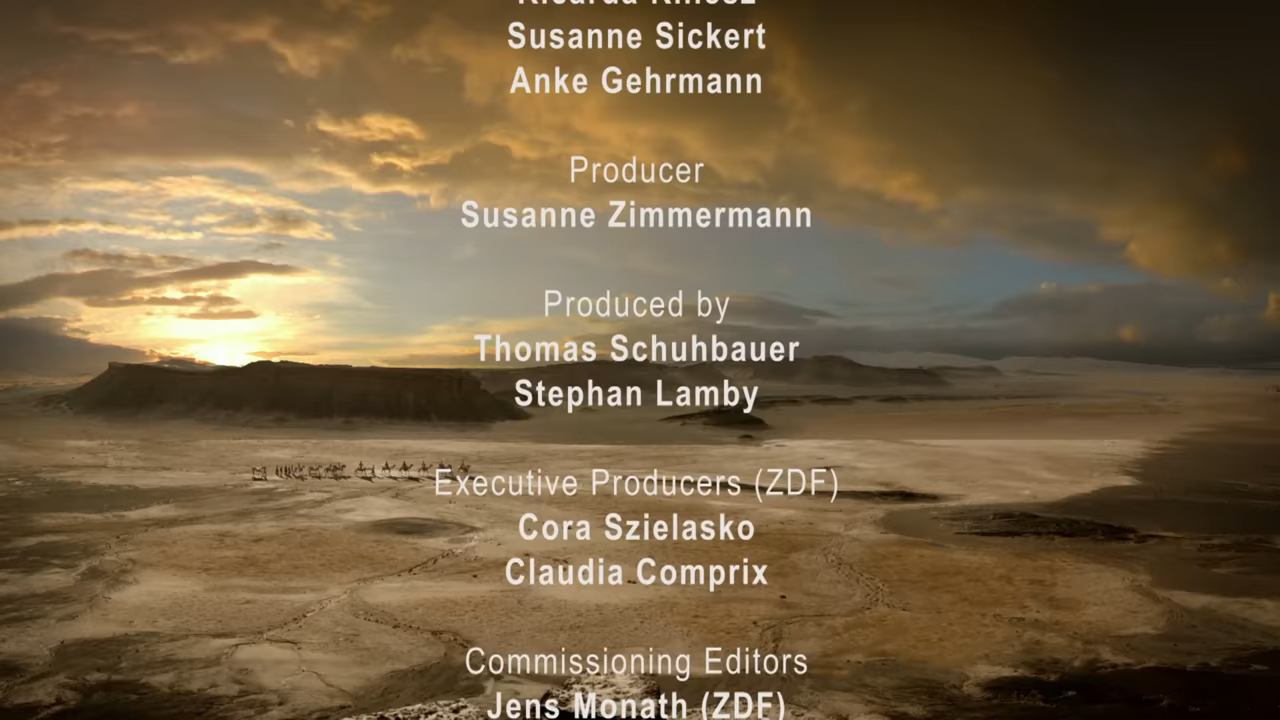 Susanne Sickert
Anke Gehrmann
Producer
Susanne Zimmermann
Produced by
Thomas Schuhbauer
Stephan Lamby
Executive Producers (ZDF)
Cora Szielasko
Claudia Comprix
Commissioning Editors
Jens Monath (ZDF)